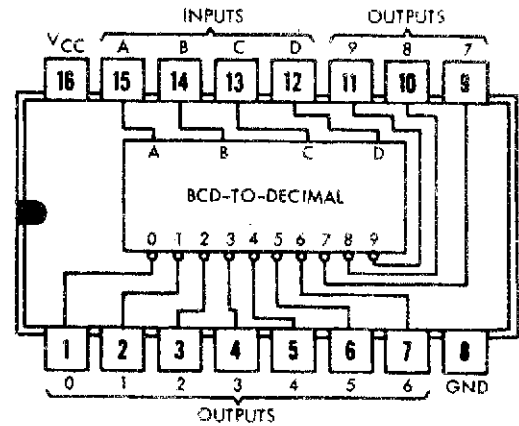 INPUTS OUTPUTS
VCC A B C D 9 8 7
16 15 14 13 12 11 10 9
A B C D
BCD-TO-DECIMAL
0 1 2 3 4 5 6 7 8 9
1 2 3 4 5 6 7 8
0 1 2 3 4 5 6 GND
OUTPUTS